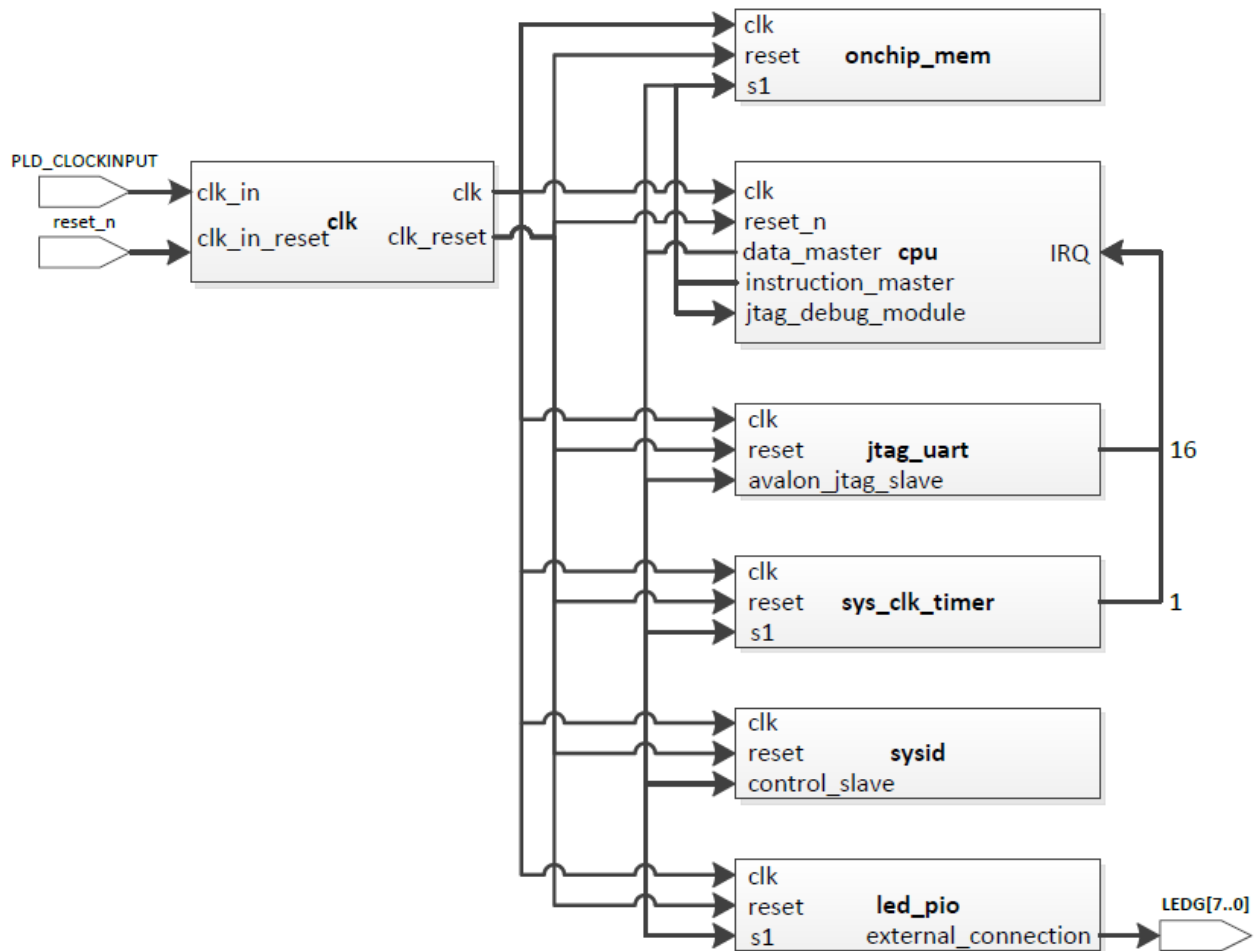 clk
reset onchip_mem
s1
PLD_CLOCKINPUT
clk_in clk
reset_n
clk
clk_in_reset clk_reset
clk
reset_n
data_master cpu IRQ
instruction_master
jtag_debug_module
clk
reset jtag_uart 16
avalon_jtag_slave
clk
reset sys_clk_timer 1
s1
clk
reset sysid
control_slave
clk
reset led_pio LEDG[7..0]
s1 external_connection